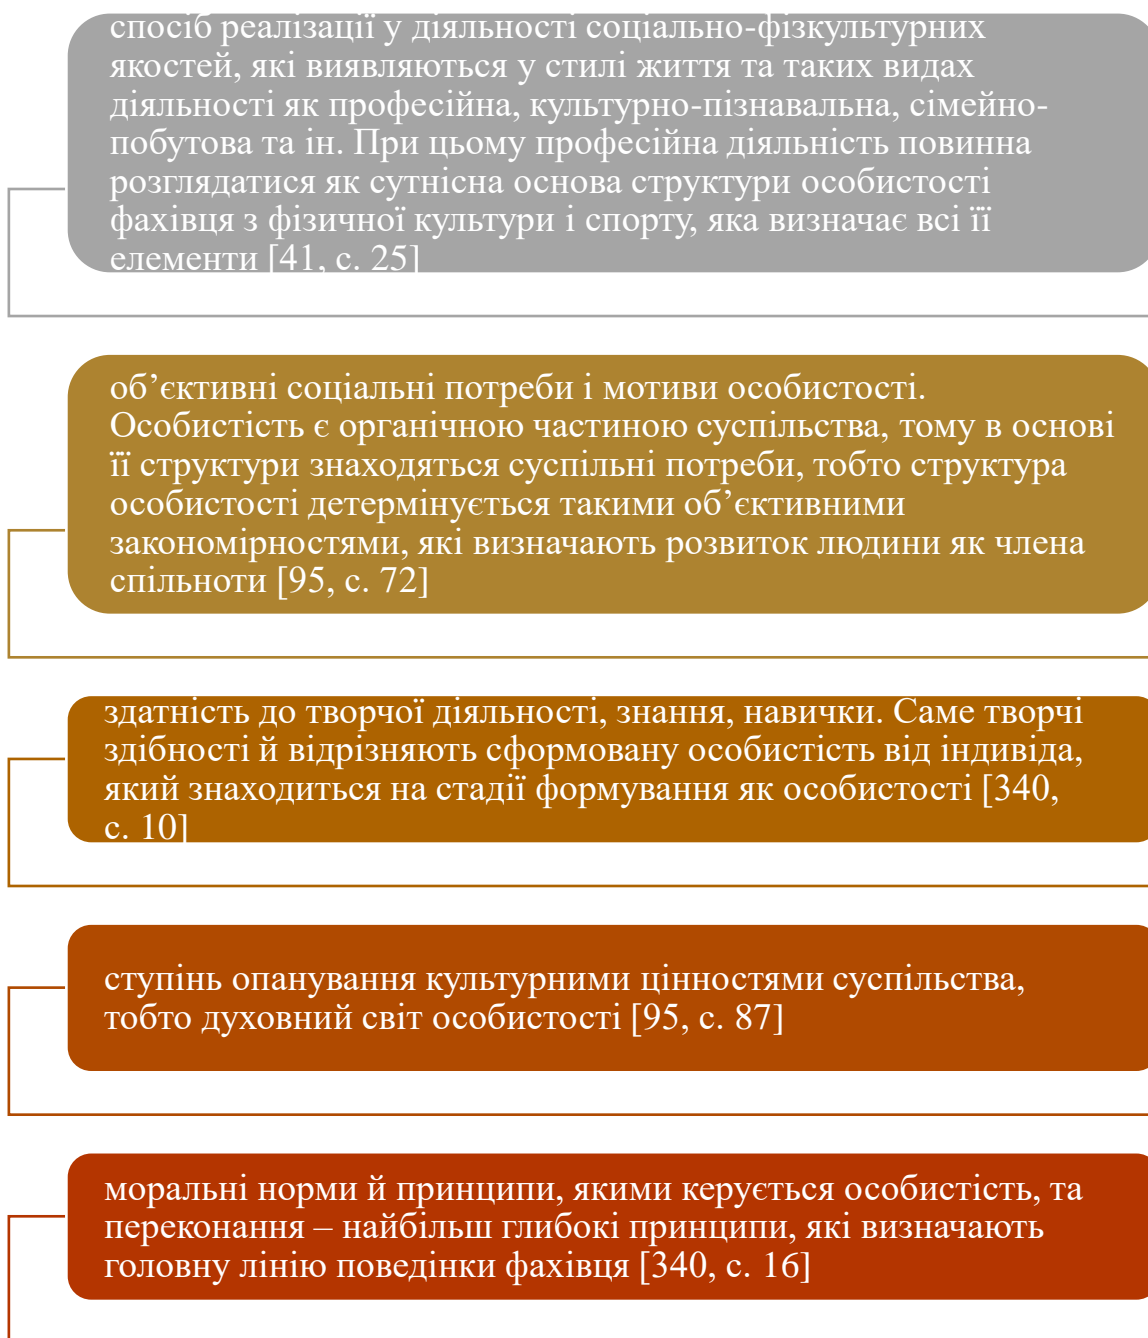 спосіб реалізації у діяльності соціально-фізкультурних
якостей, які виявляються у стилі життя та таких видах
діяльності як професійна, культурно-пізнавальна, сімейно-
побутова та ін. При цьому професійна діяльність повинна
розглядатися як сутнісна основа структури особистості
фахівця з фізичної культури і спорту, яка визначає всі її
елементи [41, с. 25]
об’єктивні соціальні потреби і мотиви особистості.
Особистість є органічною частиною суспільства, тому в основі
її структури знаходяться суспільні потреби, тобто структура
особистості детермінується такими об’єктивними
закономірностями, які визначають розвиток людини як члена
спільноти [95, с. 72]
здатність до творчої діяльності, знання, навички. Саме творчі
здібності й відрізняють сформовану особистість від індивіда,
який знаходиться на стадії формування як особистості [340,
с. 10]
ступінь опанування культурними цінностями суспільства,
тобто духовний світ особистості [95, с. 87]
моральні норми й принципи, якими керується особистість, та
переконання – найбільш глибокі принципи, які визначають
головну лінію поведінки фахівця [340, с. 16]